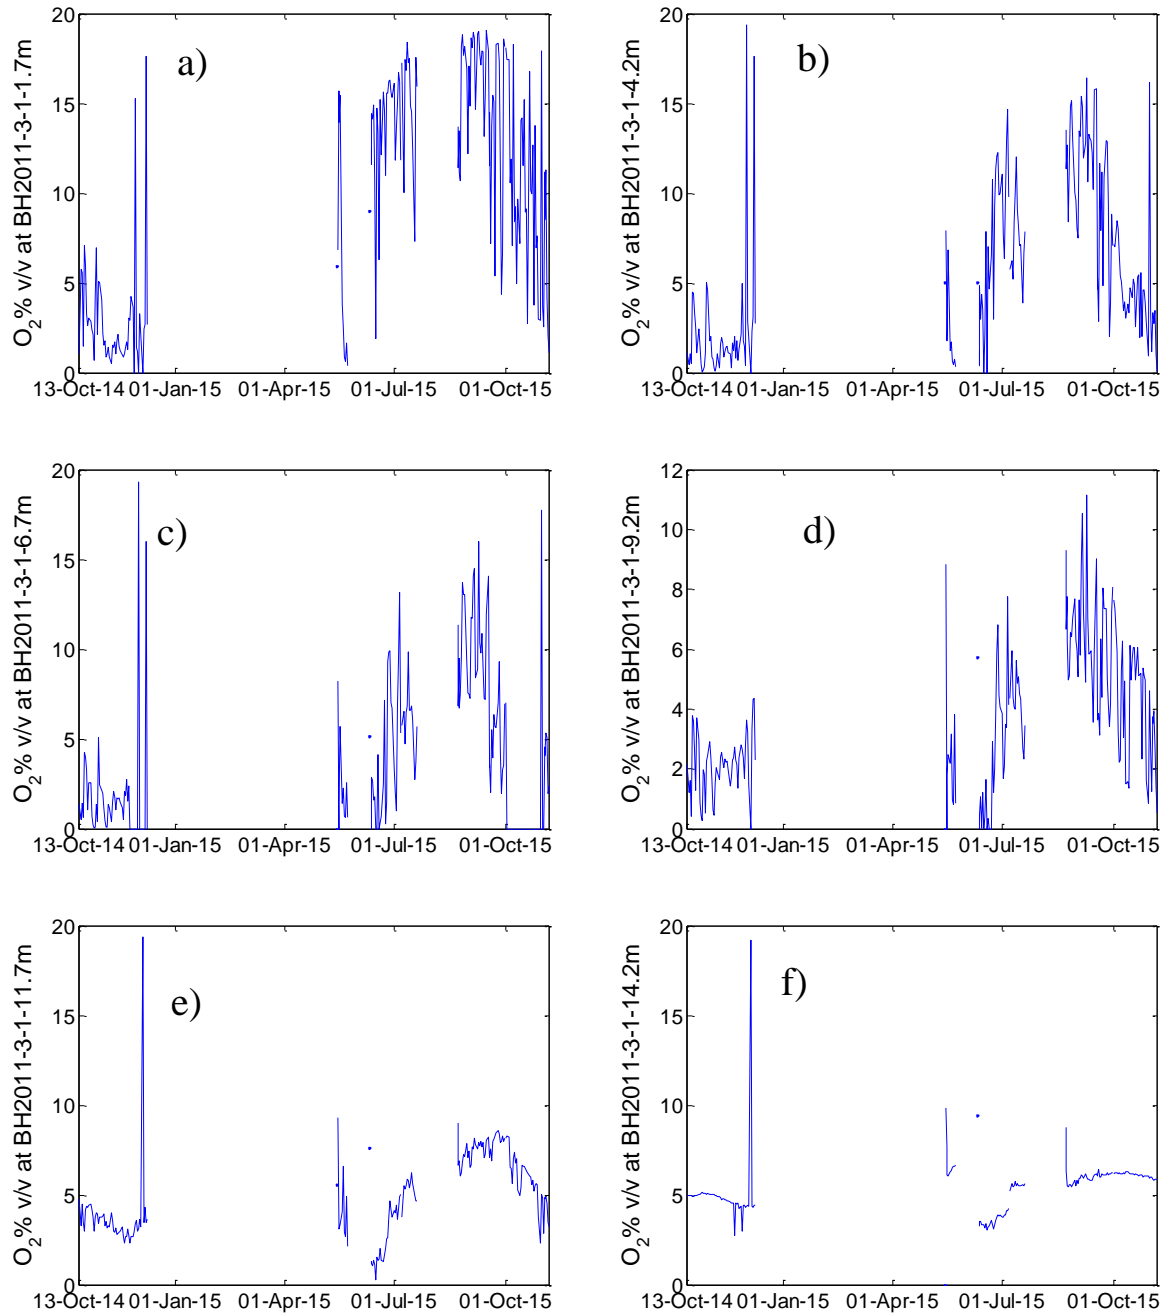 O2% v/v at BH2011-3-1-1.7m
20
15
10
5
0
a)
13-Oct-14 01-Jan-15 01-Apr-15 01-Jul-15 01-Oct-15
O2% v/v at BH2011-3-1-4.2m
20
15
10
5
0
b)
13-Oct-14 01-Jan-15 01-Apr-15 01-Jul-15 01-Oct-15
O2% v/v at BH2011-3-1-6.7m
20
15
10
5
0
c)
13-Oct-14 01-Jan-15 01-Apr-15 01-Jul-15 01-Oct-15
O2% v/v at BH2011-3-1-9.2m
12
10
8
6
4
2
0
d)
13-Oct-14 01-Jan-15 01-Apr-15 01-Jul-15 01-Oct-15
O2% v/v at BH2011-3-1-11.7m
20
15
10
5
0
e)
13-Oct-14 01-Jan-15 01-Apr-15 01-Jul-15 01-Oct-15
O2% v/v at BH2011-3-1-14.2m
20
15
10
5
0
f)
13-Oct-14 01-Jan-15 01-Apr-15 01-Jul-15 01-Oct-15